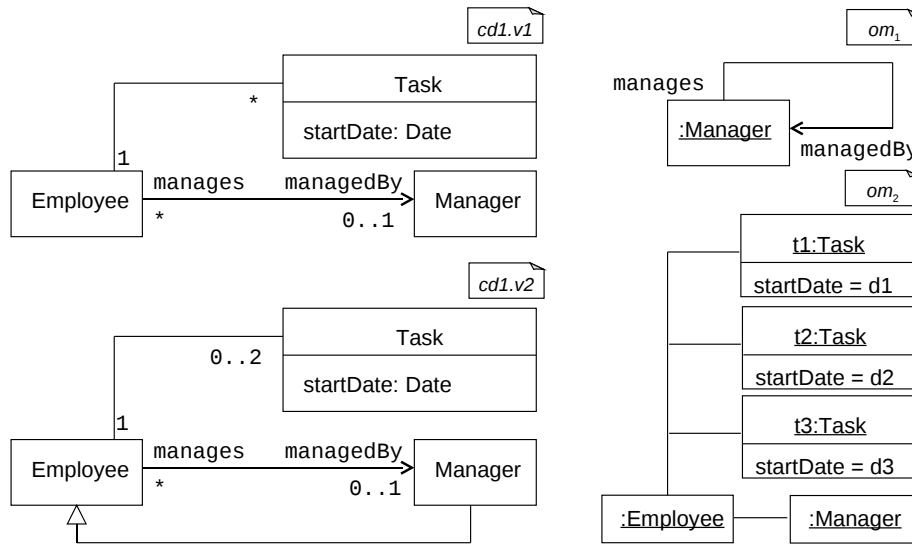 cd1.v1
Task
*
startDate: Date
1
Employee
manages
managedBy
Manager
*
0..1
cd1.v2
Task
0..2
startDate: Date
1
Employee
manages
managedBy
Manager
*
0..1
om1
manages
:Manager
managedBy
om2
t1:Task
startDate = d1
t2:Task
startDate = d2
t3:Task
startDate = d3
:Employee
:Manager